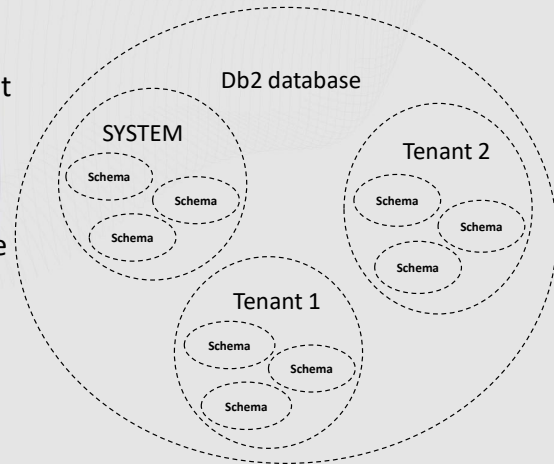 t
e
Db2 database
SYSTEM
Schema
Schema
Schema
Tenant 2
Schema
Schema
Schema
Tenant 1
Schema
Schema
Schema